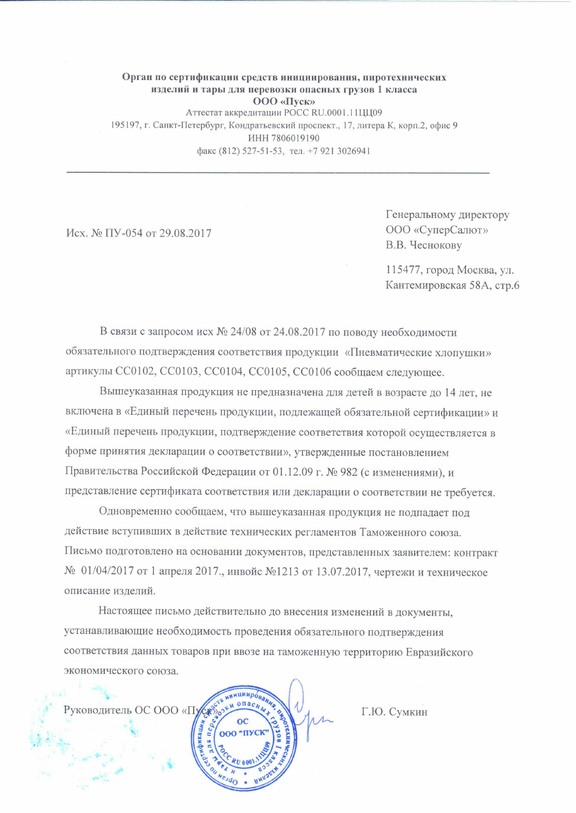 Орган по сертификации средств инициирования, пиротехнических
изделий и тары для перевозки опасных грузов 1 класса
ООО «Пуск»
Аттестат аккредитации РОСС RU.0001.11ЦЦ09
195197, г. Санкт-Петербург, Кондратьевский проспект., 17, литера К, корп.2, офис 9
ИНН 7806019190
факс (812) 527-51-53, тел. +7 921 3026941
Генеральному директору
ООО «СуперСалют»
В.В. Чеснокову
Исх. № ПУ-054 от 29.08.2017
115477, город Москва, ул.
Кантемировская 58А, стр.6
В связи с запросом исх № 24/08 от 24.08.2017 по поводу необходимости
обязательного подтверждения соответствия продукции «Пневматические хлопушки»
артикулы СС0102, СС0103, СС0104, СС0105, СС0106 сообщаем следующее.
Вышеуказанная продукция не предназначена для детей в возрасте до 14 лет, не
включена в «Единый перечень продукции, подлежащей обязательной сертификации» и
«Единый перечень продукции, подтверждение соответствия которой осуществляется в
форме принятия декларации о соответствии», утвержденные постановлением
Правительства Российской Федерации от 01.12.09 г. № 982 (с изменениями), и
представление сертификата соответствия или декларации о соответствии не требуется.
Одновременно сообщаем, что вышеуказанная продукция не подпадает под
действие вступивших в действие технических регламентов Таможенного союза.
Письмо подготовлено на основании документов, представленных заявителем: контракт
№ 01/04/2017 от 1 апреля 2017., инвойс №1213 от 13.07.2017, чертежи и техническое
описание изделий.
Настоящее письмо действительно до внесения изменений в документы,
устанавливающие необходимость проведения обязательного подтверждения
соответствия данных товаров при ввозе на таможенную территорию Евразийского
экономического союза.
Руководитель ОС ООО «Пуск»
Г.Ю. Сумкин
Орган по сертификации средств инициирования, пиротехнических изделий
и тары для перевозки опасных грузов 1 класса
РОСС RU 0001.11ЦЦ09
ОС
ООО "ПУСК"